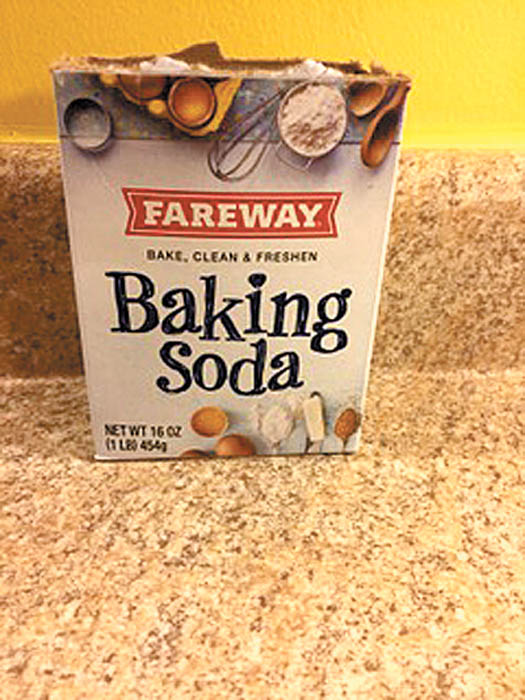 FAREWAY
BAKE, CLEAN & FRESHEN
Baking
Soda
NET WT 16 OZ
(1 LB) 454g